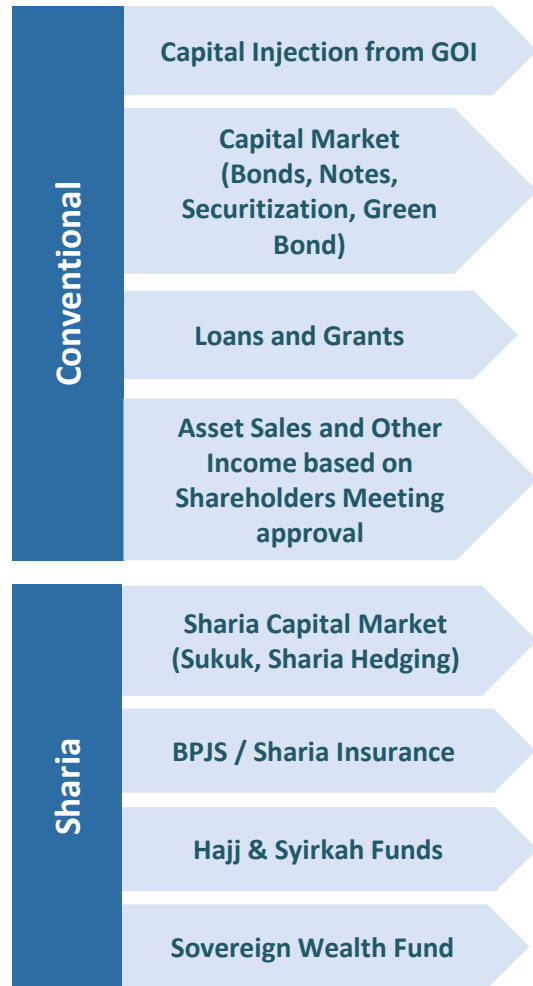 Conventional
Capital Injection from GOI
Capital Market
(Bonds, Notes,
Securitization, Green
Bond)
Loans and Grants
Asset Sales and Other
Income based on
Shareholders Meeting
approval
Sharia
Sharia Capital Market
(Sukuk, Sharia Hedging)
BPJS / Sharia Insurance
Hajj & Syirkah Funds
Sovereign Wealth Fund